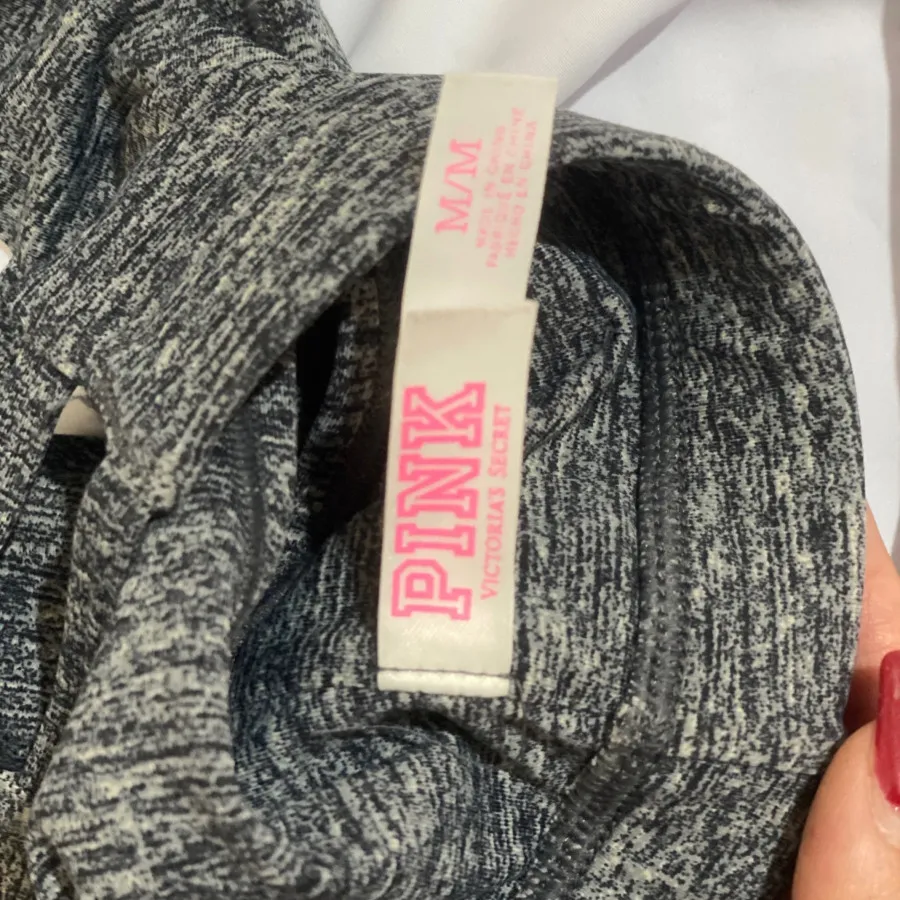 M/M
MADE IN CHINA
FABRIQUÉ EN CHINE
HECHO EN CHINA
PINK
VICTORIA'S SECRET